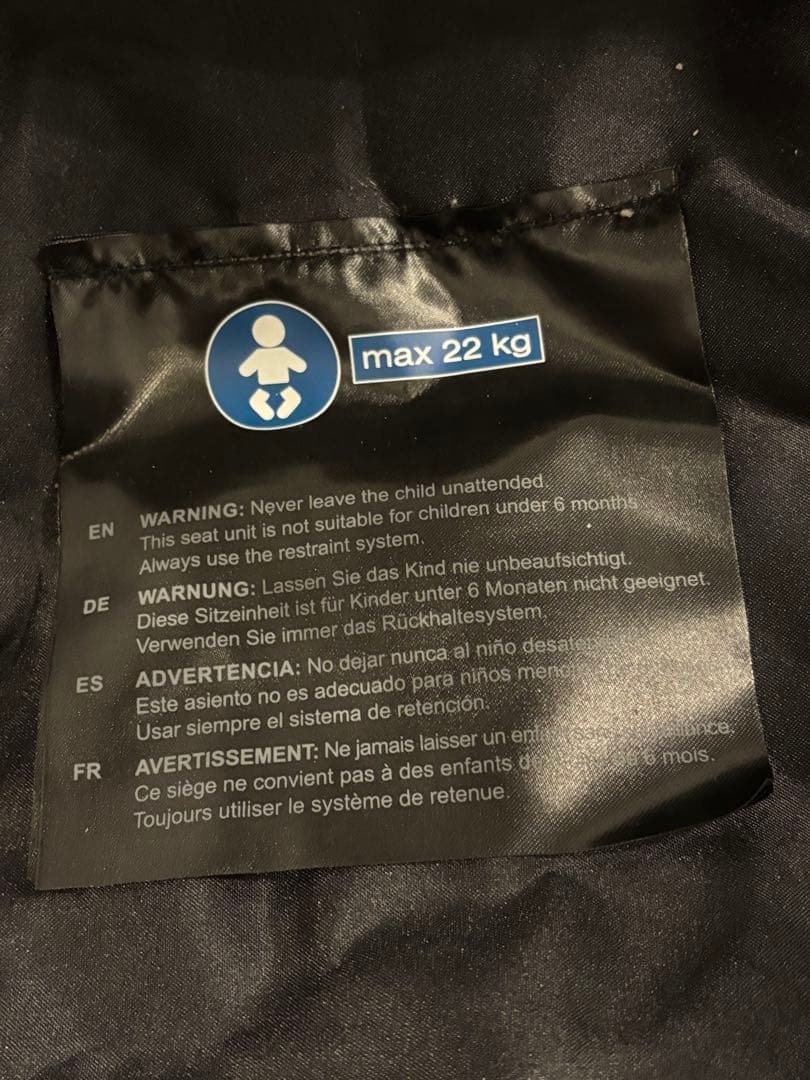 max 22 kg
EN WARNING: Never leave the child unattended.
This seat unit is not suitable for children under 6 months.
Always use the restraint system.
DE WARNUNG: Lassen Sie das Kind nie unbeaufsichtigt.
Diese Sitzeinheit ist für Kinder unter 6 Monaten nicht geeignet.
Verwenden Sie immer das Rückhaltesystem.
ES ADVERTENCIA: No dejar nunca al niño
Este asiento no es adecuado para niños
Usar siempre el sistema de retención.
FR AVERTISSEMENT: Ne jamais laisser un
Ce siège ne convient pas à des enfants 6 mois.
Toujours utiliser le système de retenue.